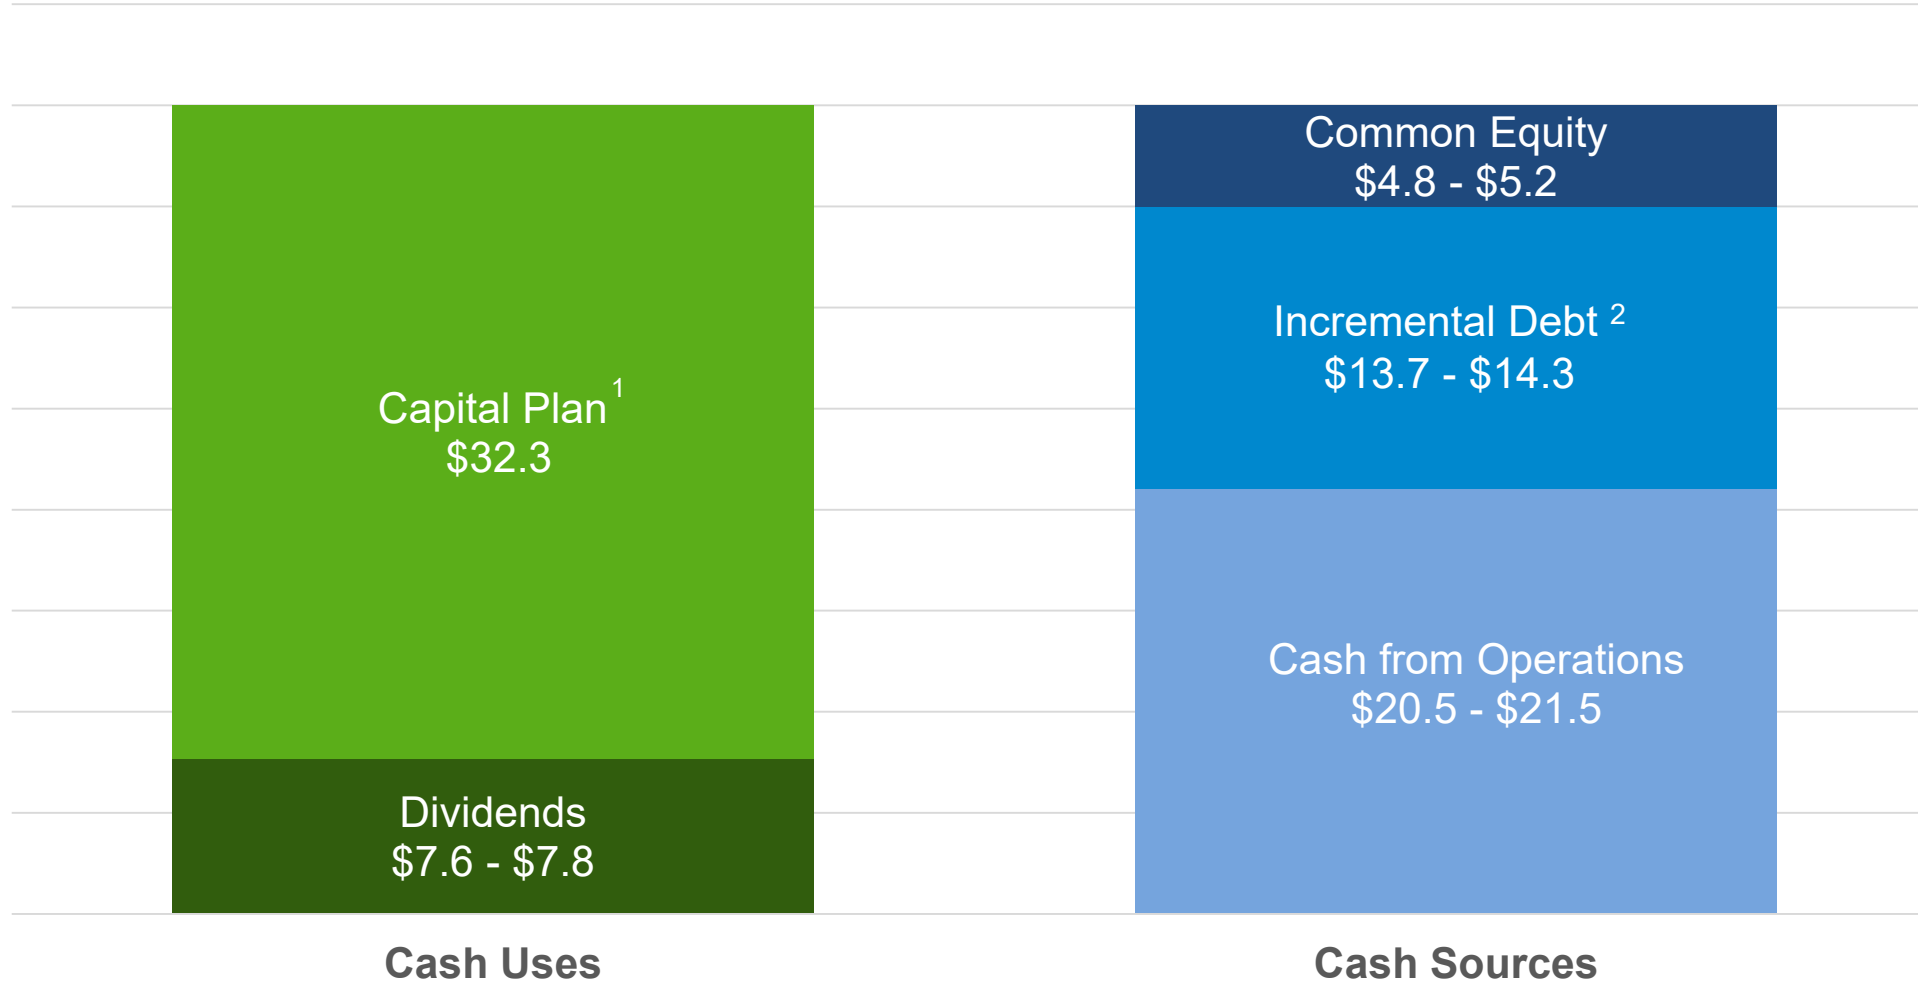 Capital Plan 1
$32.3
Dividends
$7.6 - $7.8
Cash Uses
Common Equity
$4.8 - $5.2
Incremental Debt 2
$13.7 - $14.3
Cash from Operations
$20.5 - $21.5
Cash Sources